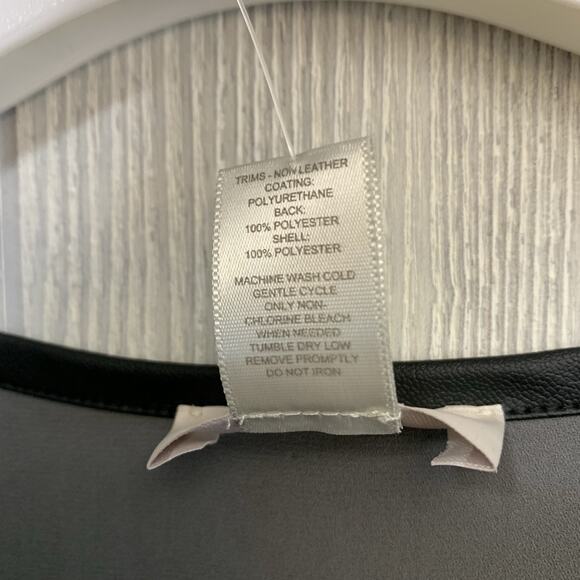 TRIMS - NON LEATHER
COATING:
POLYURETHANE
BACK:
100% POLYESTER
SHELL:
100% POLYESTER
MACHINE WASH COLD
GENTLE CYCLE
ONLY NON-
CHLORINE BLEACH
WHEN NEEDED
TUMBLE DRY LOW
REMOVE PROMPTLY
DO NOT IRON